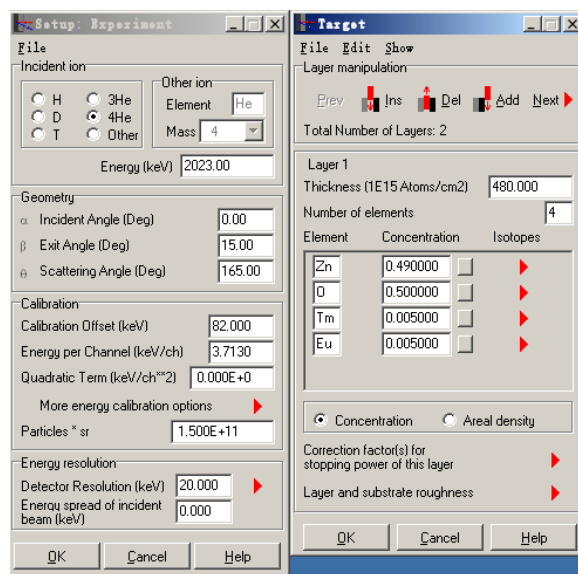 Setup: Experiment
File
Incident ion
H 3He
D 4He
T Other
Other ion
Element He
Mass 4
Energy (keV) 2023.00
Geometry
α Incident Angle (Deg) 0.00
β Exit Angle (Deg) 15.00
θ Scattering Angle (Deg) 165.00
Calibration
Calibration Offset (keV) 82.000
Energy per Channel (keV/ch) 3.7130
Quadratic Term (keV/ch**2) 0.000E+0
More energy calibration options
Particles * sr 1.500E+11
Energy resolution
Detector Resolution (keV) 20.000
Energy spread of incident
beam (keV) 0.000
OK Cancel Help
Target
File Edit Show
Layer manipulation
Prev Ins Del Add Next
Total Number of Layers: 2
Layer 1
Thickness (1E15 Atoms/cm2) 480.000
Number of elements 4
Element Concentration Isotopes
Zn 0.490000
O 0.500000
Tm 0.005000
Eu 0.005000
Concentration Areal density
Correction factor(s) for
stopping power of this layer
Layer and substrate roughness
OK Cancel Help